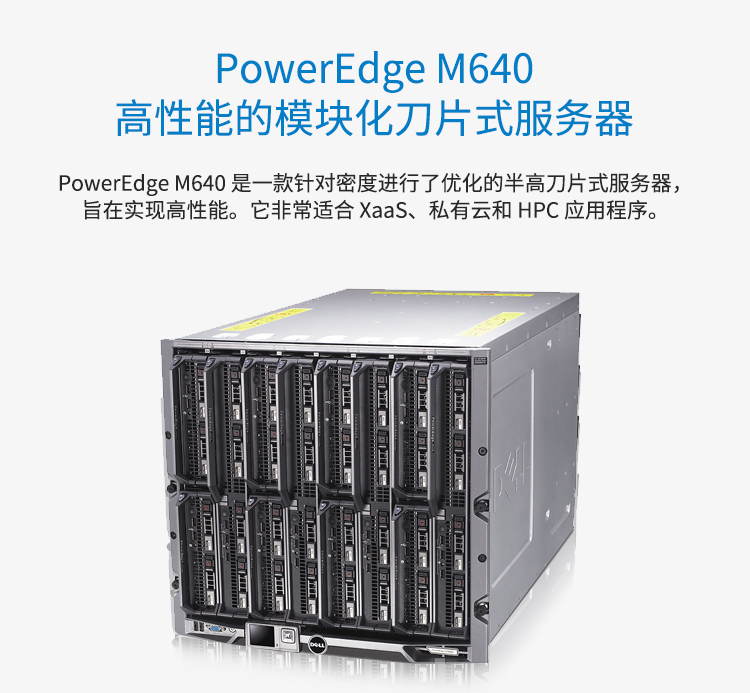 PowerEdge M640
高性能的模块化刀片式服务器
PowerEdge M640 是一款针对密度进行了优化的半高刀片式服务器，
旨在实现高性能。它非常适合 XaaS、私有云和 HPC 应用程序。
DELL
DELL